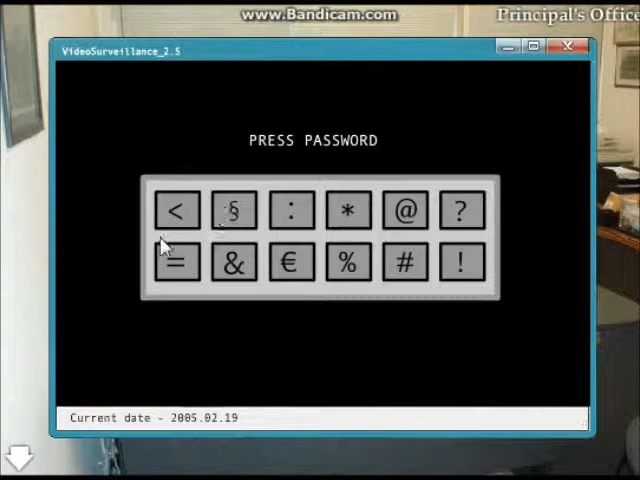 www.Bandicam.com
Principal's Office
VideoSurveillance_2.5
PRESS PASSWORD
< § : * @ ?
= & € % # !
Current date - 2005.02.19